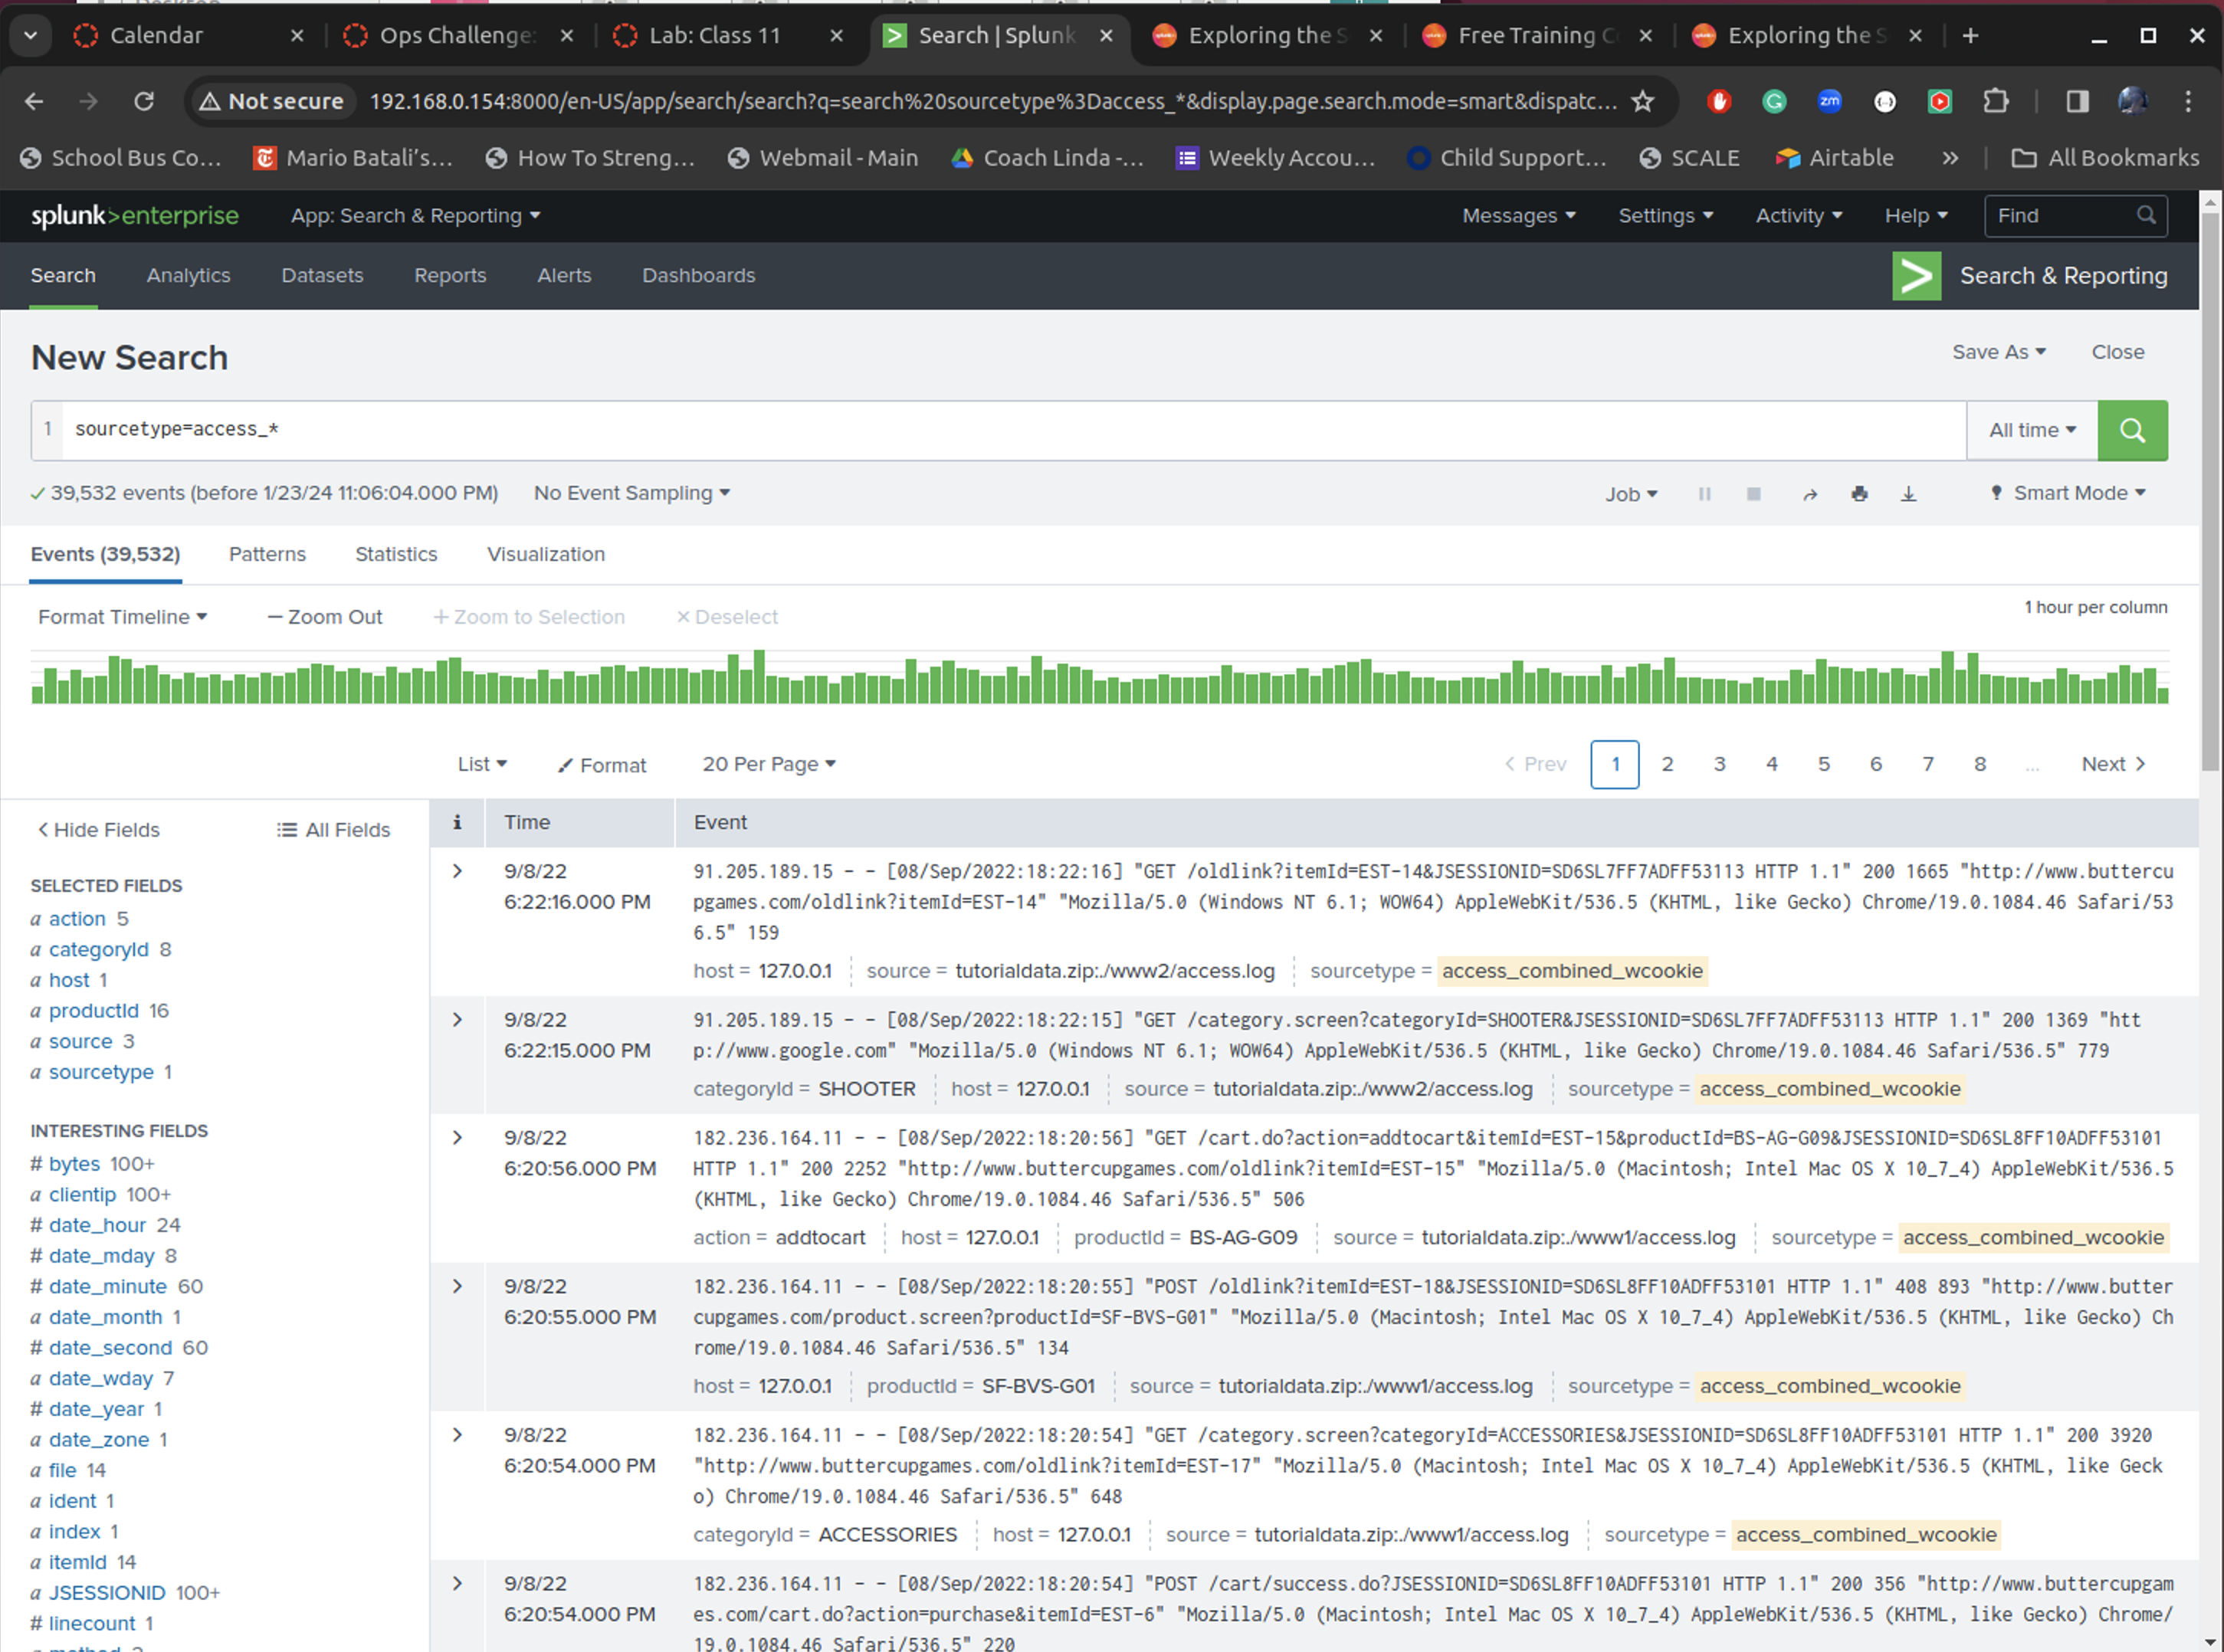 Calendar
Ops Challenge:
Lab: Class 11
Search | Splunk
Exploring the S
Free Training Co
Exploring the S
Not secure
192.168.0.154:8000/en-US/app/search/search?q=search%20sourcetype%3Daccess_*&display.page.search.mode=smart&dispatc...
School Bus Co...
Mario Batali's...
How To Streng...
Webmail - Main
Coach Linda -...
Weekly Accou...
Child Support...
SCALE
Airtable
»
All Bookmarks
splunk>enterprise
App: Search & Reporting
Messages
Settings
Activity
Help
Find
Search
Analytics
Datasets
Reports
Alerts
Dashboards
Search & Reporting
New Search
Save As
Close
1
sourcetype=access_*
All time
39,532 events (before 1/23/24 11:06:04.000 PM)
No Event Sampling
Job
Smart Mode
Events (39,532)
Patterns
Statistics
Visualization
Format Timeline
— Zoom Out
+ Zoom to Selection
× Deselect
1 hour per column
List
Format
20 Per Page
< Prev
1
2
3
4
5
6
7
8
...
Next >
< Hide Fields
All Fields
SELECTED FIELDS
a action 5
a categoryId 8
a host 1
a productId 16
a source 3
a sourcetype 1
INTERESTING FIELDS
# bytes 100+
a clientip 100+
# date_hour 24
# date_mday 8
# date_minute 60
a date_month 1
# date_second 60
a date_wday 7
# date_year 1
a date_zone 1
a file 14
a ident 1
a index 1
a itemId 14
a JSESSIONID 100+
# linecount 1
i
Time
Event
9/8/22
6:22:16.000 PM
91.205.189.15 - - [08/Sep/2022:18:22:16] "GET /oldlink?itemId=EST-14&JSESSIONID=SD6SL7FF7ADFF53113 HTTP 1.1" 200 1665 "http://www.buttercu
pgames.com/oldlink?itemId=EST-14" "Mozilla/5.0 (Windows NT 6.1; WOW64) AppleWebKit/536.5 (KHTML, like Gecko) Chrome/19.0.1084.46 Safari/53
6.5" 159
host = 127.0.0.1
source = tutorialdata.zip:./www2/access.log
sourcetype = access_combined_wcookie
9/8/22
6:22:15.000 PM
91.205.189.15 - - [08/Sep/2022:18:22:15] "GET /category.screen?categoryId=SHOOTER&JSESSIONID=SD6SL7FF7ADFF53113 HTTP 1.1" 200 1369 "htt
p://www.google.com" "Mozilla/5.0 (Windows NT 6.1; WOW64) AppleWebKit/536.5 (KHTML, like Gecko) Chrome/19.0.1084.46 Safari/536.5" 779
categoryId = SHOOTER
host = 127.0.0.1
source = tutorialdata.zip:./www2/access.log
sourcetype = access_combined_wcookie
9/8/22
6:20:56.000 PM
182.236.164.11 - - [08/Sep/2022:18:20:56] "GET /cart.do?action=addtocart&itemId=EST-15&productId=BS-AG-G09&JSESSIONID=SD6SL8FF10ADFF53101
HTTP 1.1" 200 2252 "http://www.buttercupgames.com/oldlink?itemId=EST-15" "Mozilla/5.0 (Macintosh; Intel Mac OS X 10_7_4) AppleWebKit/536.5
(KHTML, like Gecko) Chrome/19.0.1084.46 Safari/536.5" 506
action = addtocart
host = 127.0.0.1
productId = BS-AG-G09
source = tutorialdata.zip:./www1/access.log
sourcetype = access_combined_wcookie
9/8/22
6:20:55.000 PM
182.236.164.11 - - [08/Sep/2022:18:20:55] "POST /oldlink?itemId=EST-18&JSESSIONID=SD6SL8FF10ADFF53101 HTTP 1.1" 408 893 "http://www.butter
cupgames.com/product.screen?productId=SF-BVS-G01" "Mozilla/5.0 (Macintosh; Intel Mac OS X 10_7_4) AppleWebKit/536.5 (KHTML, like Gecko) Ch
rome/19.0.1084.46 Safari/536.5" 134
host = 127.0.0.1
productId = SF-BVS-G01
source = tutorialdata.zip:./www1/access.log
sourcetype = access_combined_wcookie
9/8/22
6:20:54.000 PM
182.236.164.11 - - [08/Sep/2022:18:20:54] "GET /category.screen?categoryId=ACCESSORIES&JSESSIONID=SD6SL8FF10ADFF53101 HTTP 1.1" 200 3920
"http://www.buttercupgames.com/oldlink?itemId=EST-17" "Mozilla/5.0 (Macintosh; Intel Mac OS X 10_7_4) AppleWebKit/536.5 (KHTML, like Geck
o) Chrome/19.0.1084.46 Safari/536.5" 648
categoryId = ACCESSORIES
host = 127.0.0.1
source = tutorialdata.zip:./www1/access.log
sourcetype = access_combined_wcookie
9/8/22
6:20:54.000 PM
182.236.164.11 - - [08/Sep/2022:18:20:54] "POST /cart/success.do?JSESSIONID=SD6SL8FF10ADFF53101 HTTP 1.1" 200 356 "http://www.buttercupgam
es.com/cart.do?action=purchase&itemId=EST-6" "Mozilla/5.0 (Macintosh; Intel Mac OS X 10_7_4) AppleWebKit/536.5 (KHTML, like Gecko) Chrome/
19.0.1084.46 Safari/536.5" 220